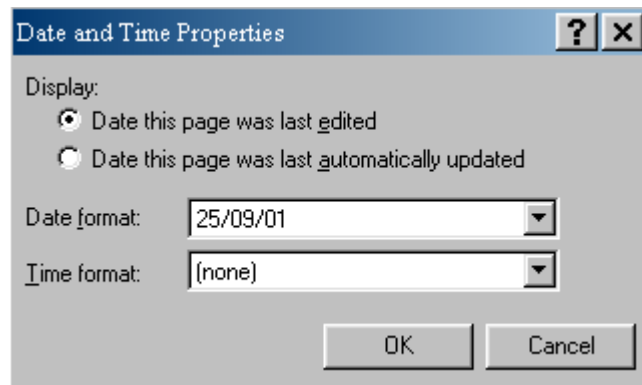 Date and Time Properties
Display:
Date this page was last edited
Date this page was last automatically updated
Date format: 25/09/01
Time format: (none)
OK Cancel